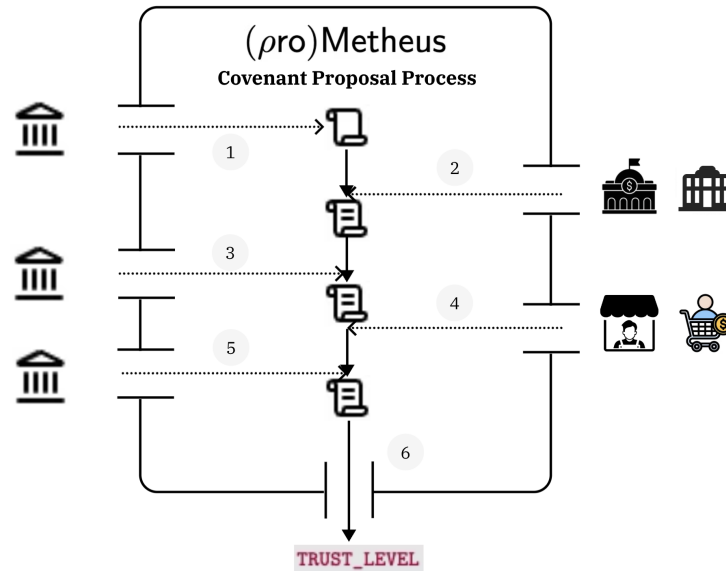 (ρro)Metheus
Covenant Proposal Process
1
2
3
4
5
6
TRUST_LEVEL